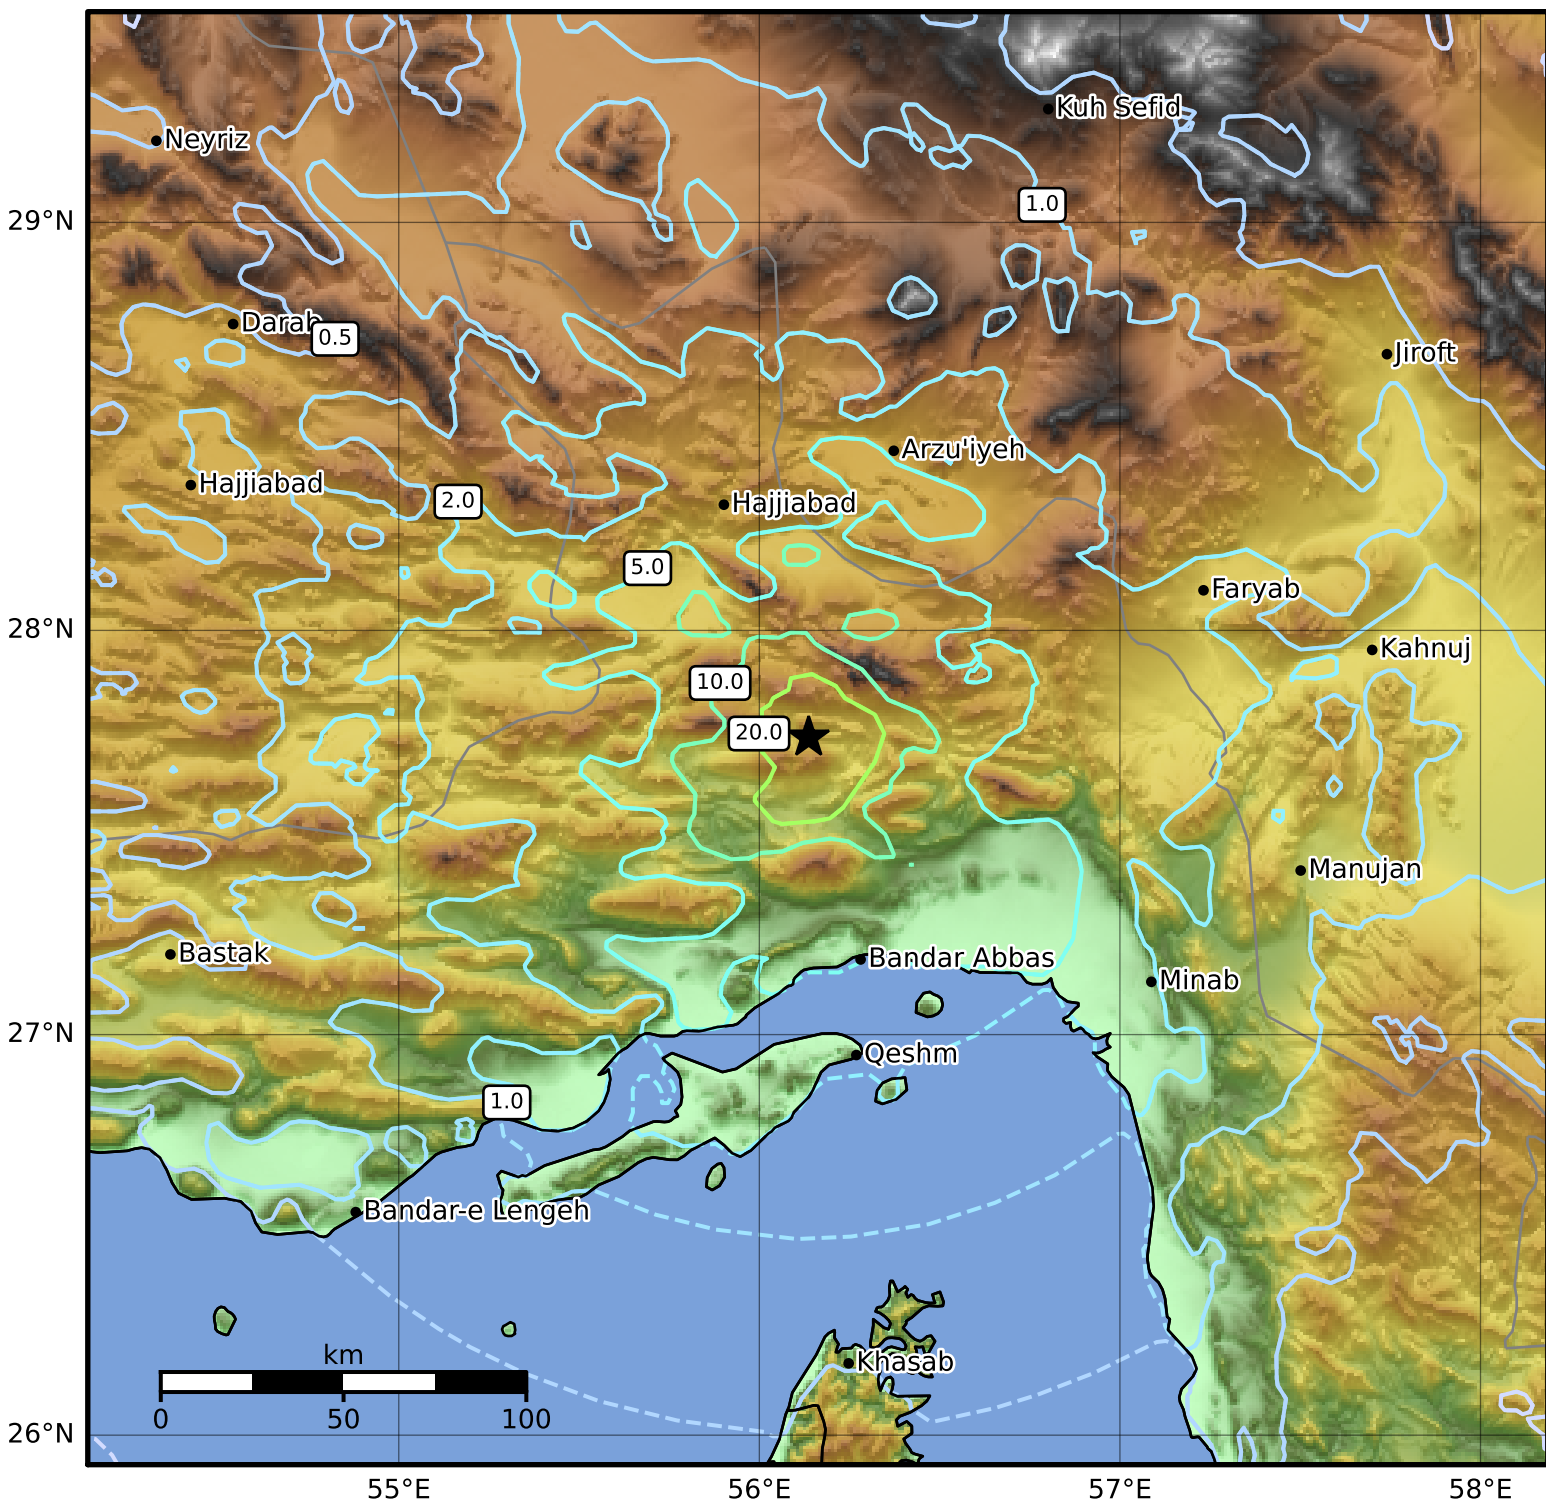 Kuh Sefid
Neyriz
1.0
29°N
Darab
0.5
Jiroft
Arzu'iyeh
Hajjiabad
2.0
Hajjiabad
5.0
Faryab
28°N
Kahnuj
10.0
20.0
Manujan
Bastak
Bandar Abbas
Minab
27°N
Qeshm
1.0
Bandar-e Lengeh
km
Khasab
0
50
100
26°N
55°E
56°E
57°E
58°E